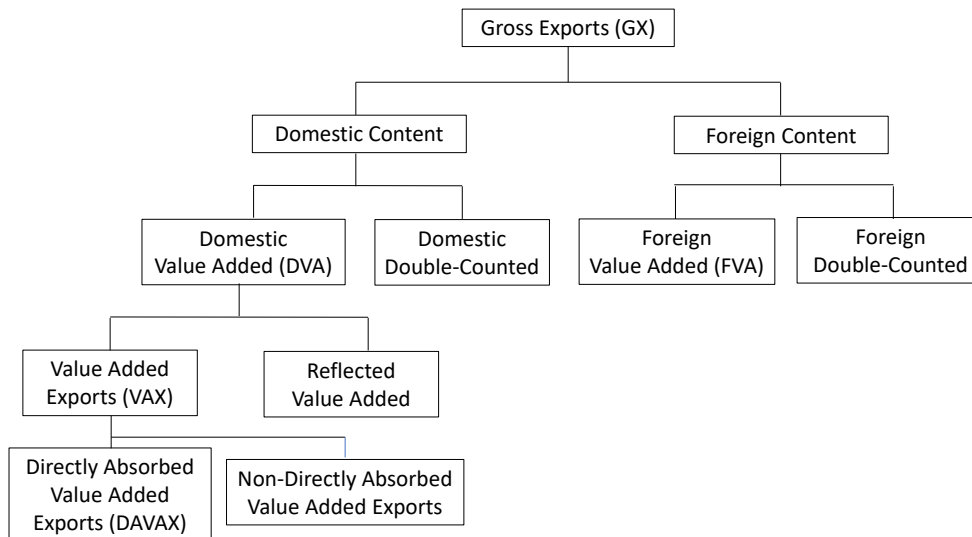 Gross Exports (GX)
Domestic Content
Foreign Content
Domestic
Value Added (DVA)
Domestic
Double-Counted
Foreign
Value Added (FVA)
Foreign
Double-Counted
Value Added
Exports (VAX)
Reflected
Value Added
Directly Absorbed
Value Added
Exports (DAVAX)
Non-Directly Absorbed
Value Added Exports